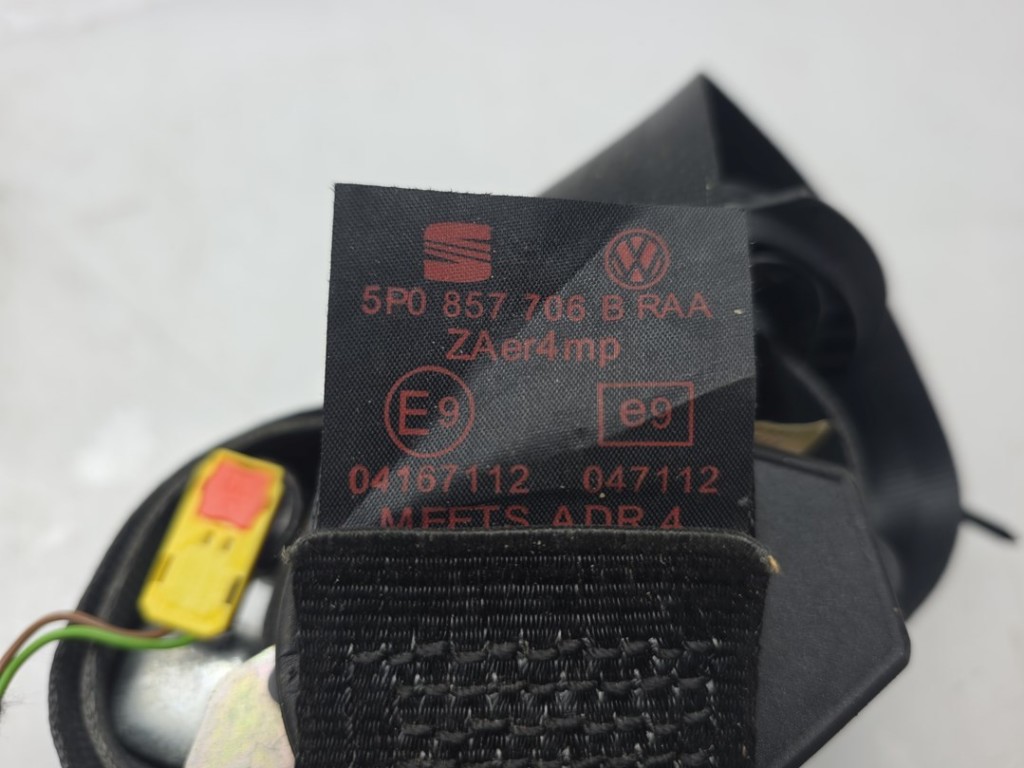 5P0 857 706 B RAA
ZAer4mp
E9 e9
04167112 047112
MEETS ADR 4